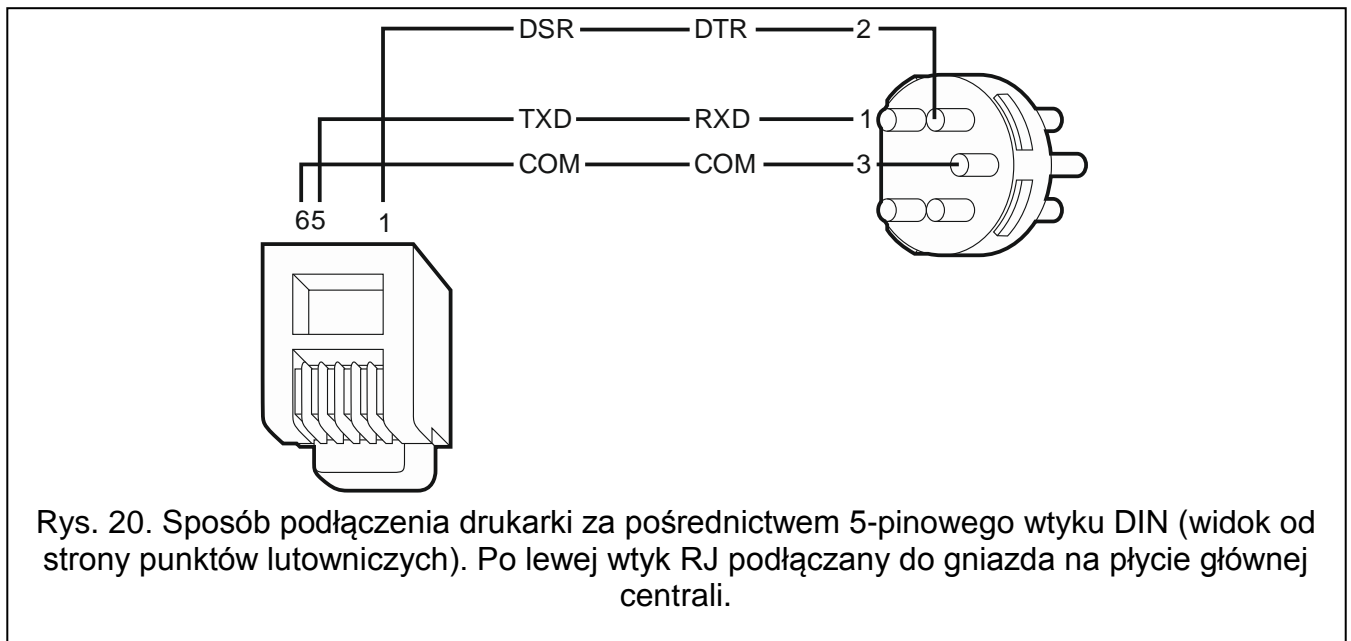 DSR DTR 2
TXD RXD 1
COM COM 3
65 1
Rys. 20. Sposób podłączenia drukarki za pośrednictwem 5-pinowego wtyku DIN (widok od
strony punktów lutowniczych). Po lewej wtyk RJ podłączany do gniazda na płycie głównej
centrali.